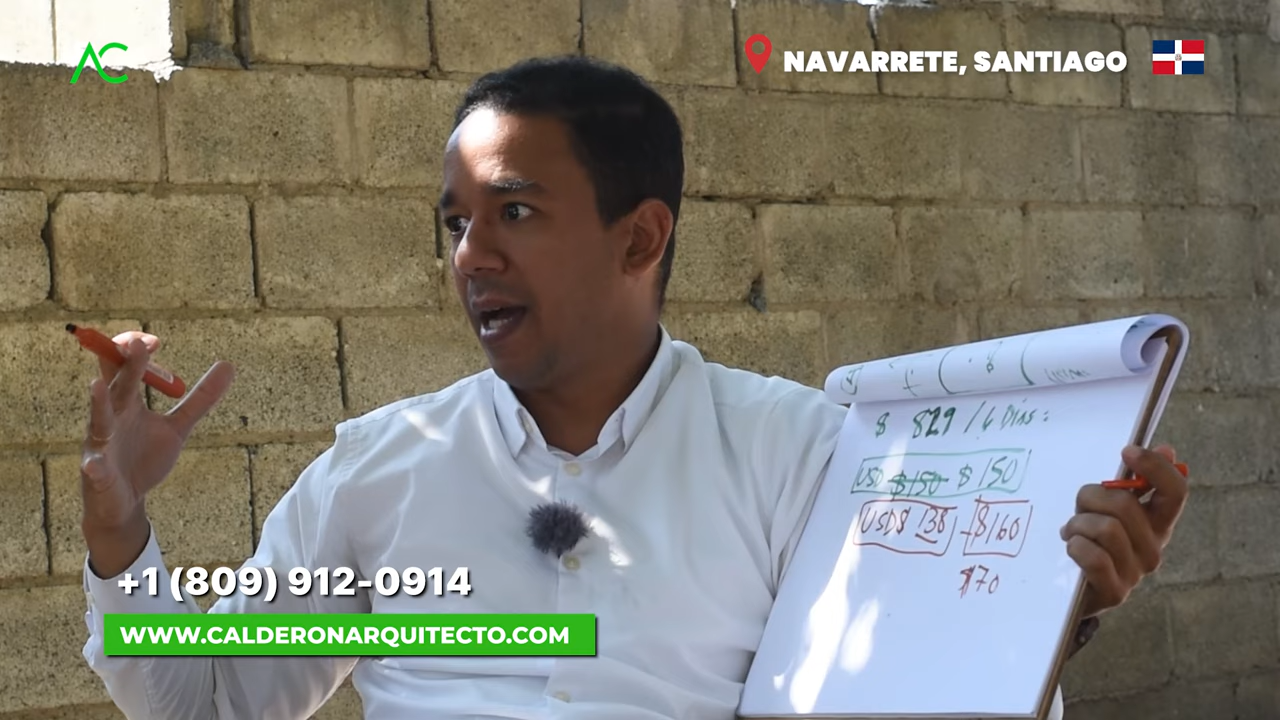 AC
NAVARRETE, SANTIAGO
$ 829 / 6 Dias:
USD $150 $150
USD$ 138 - $160
$70
+1 (809) 912-0914
WWW.CALDERONARQUITECTO.COM